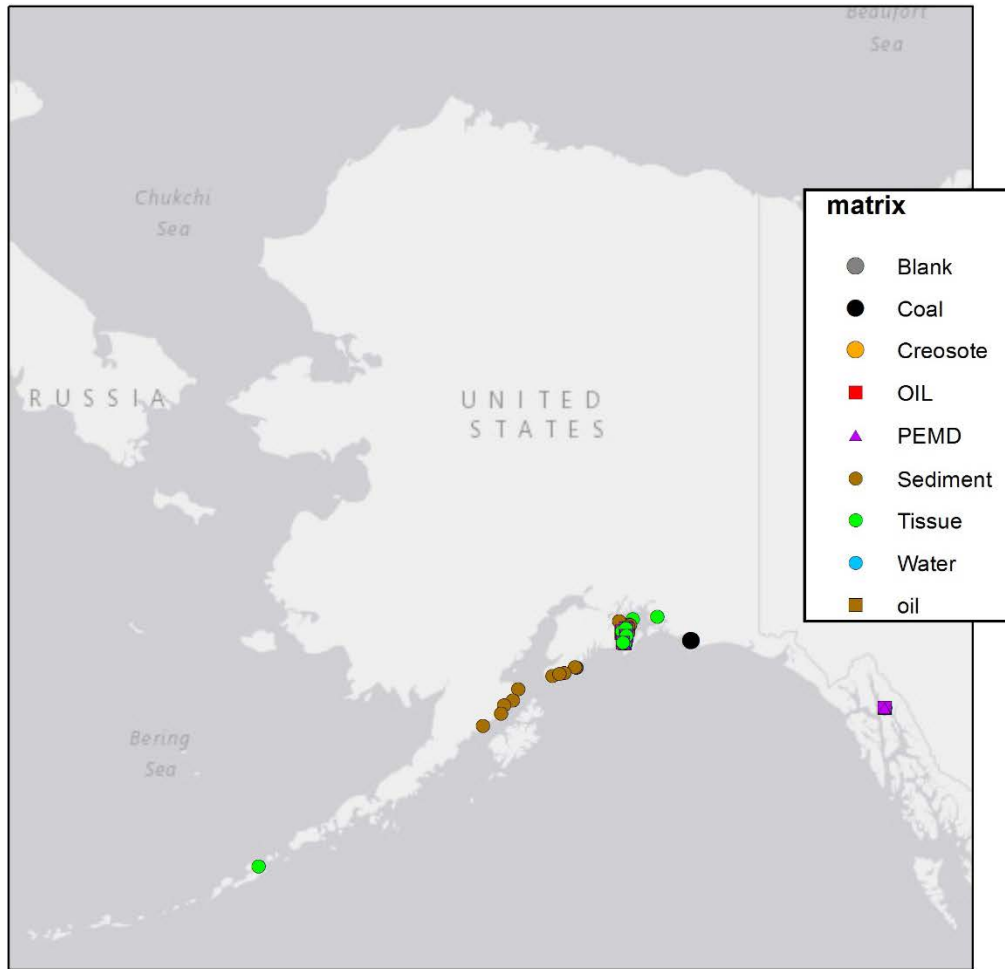 Beaufort
Sea
Chukchi
Sea
RUSSIA
UNITED
STATES
Bering
Sea
matrix
Blank
Coal
Creosote
OIL
PEMD
Sediment
Tissue
Water
oil